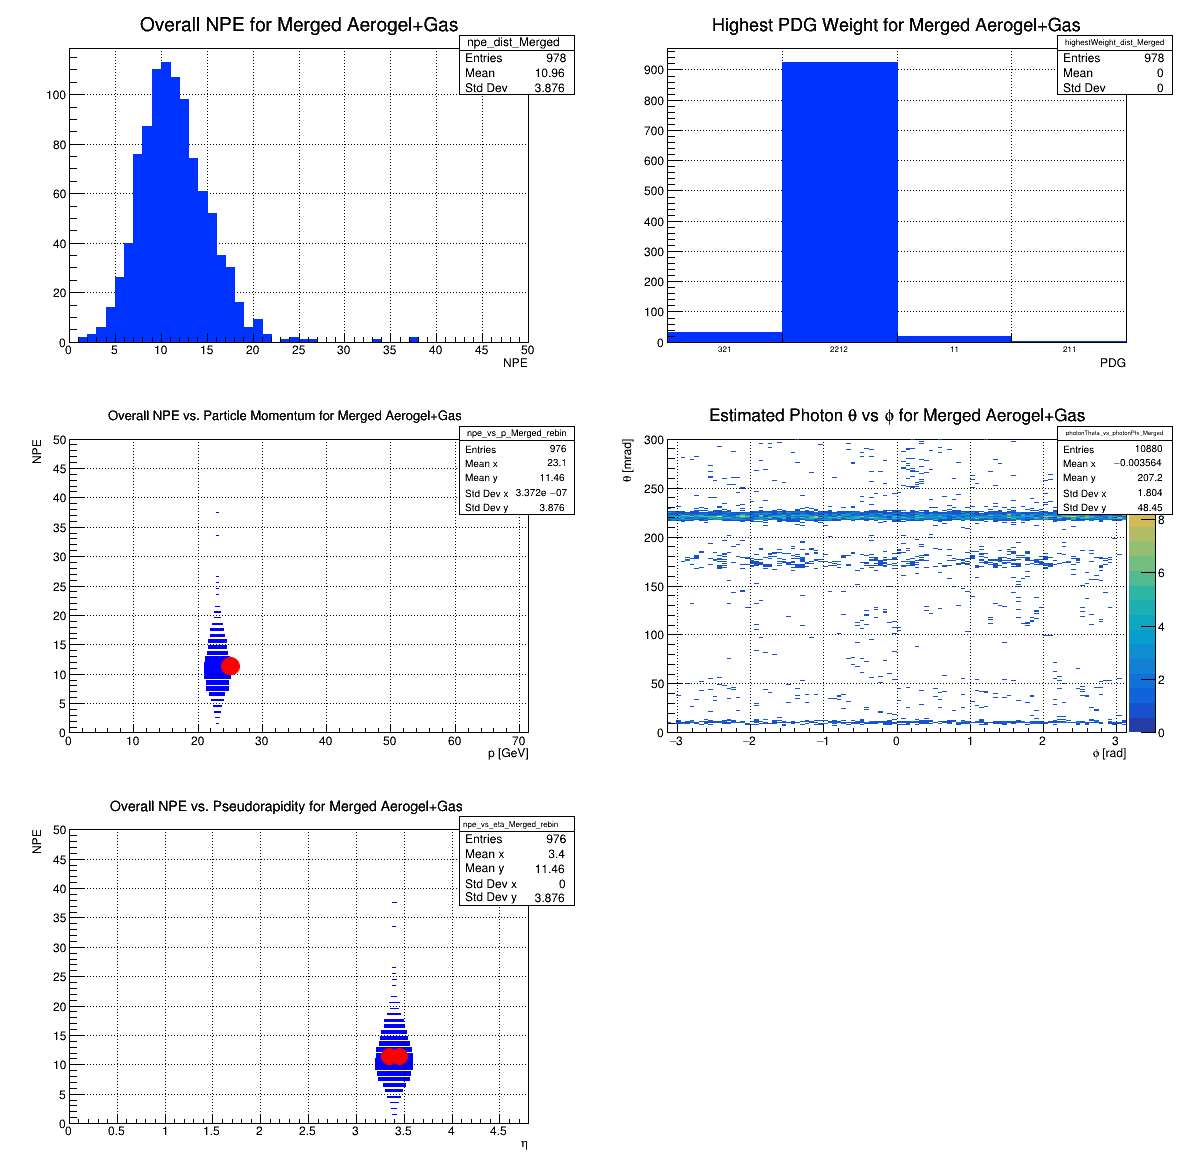 Overall NPE for Merged Aerogel+Gas
npe_dist_Merged
Entries 978
Mean 10.96
Std Dev 3.876
100
80
60
40
20
0
0 5 10 15 20 25 30 35 40 45 50
NPE
Highest PDG Weight for Merged Aerogel+Gas
highestWeight_dist_Merged
Entries 978
Mean 0
Std Dev 0
900
800
700
600
500
400
300
200
100
0
321 2212 11 211
PDG
Overall NPE vs. Particle Momentum for Merged Aerogel+Gas
NPE
npe_vs_p_Merged_rebin
Entries 976
Mean x 23.1
Mean y 11.46
Std Dev x 3.372e −07
Std Dev y 3.876
50
45
40
35
30
25
20
15
10
5
0
0 10 20 30 40 50 60 70
p [GeV]
Estimated Photon θ vs ϕ for Merged Aerogel+Gas
θ [mrad]
photonTheta_vs_photonPhi_Merged
Entries 10880
Mean x −0.003564
Mean y 207.2
Std Dev x 1.804
Std Dev y 48.45
300
250
200
150
100
50
0
8
6
4
2
0
−3 −2 −1 0 1 2 3
ϕ [rad]
Overall NPE vs. Pseudorapidity for Merged Aerogel+Gas
NPE
npe_vs_eta_Merged_rebin
Entries 976
Mean x 3.4
Mean y 11.46
Std Dev x 0
Std Dev y 3.876
50
45
40
35
30
25
20
15
10
5
0
0 0.5 1 1.5 2 2.5 3 3.5 4 4.5
η